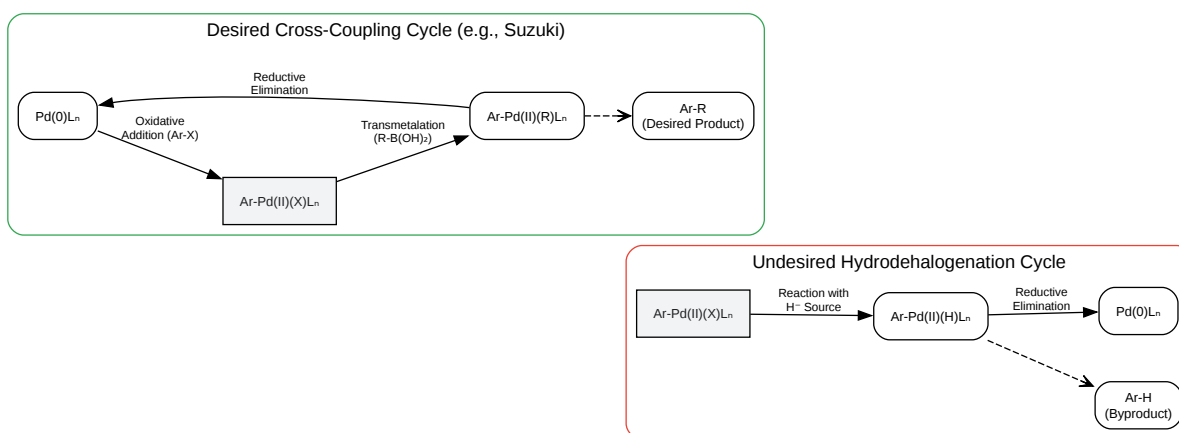 Desired Cross-Coupling Cycle (e.g., Suzuki)
Reductive
Elimination
Pd(0)Lₙ
Oxidative
Addition (Ar-X)
Transmetalation
(R-B(OH)₂)
Ar-Pd(II)(R)Lₙ
Ar-R
(Desired Product)
Ar-Pd(II)(X)Lₙ
Undesired Hydrodehalogenation Cycle
Ar-Pd(II)(X)Lₙ
Reaction with
H⁻ Source
Ar-Pd(II)(H)Lₙ
Reductive
Elimination
Pd(0)Lₙ
Ar-H
(Byproduct)